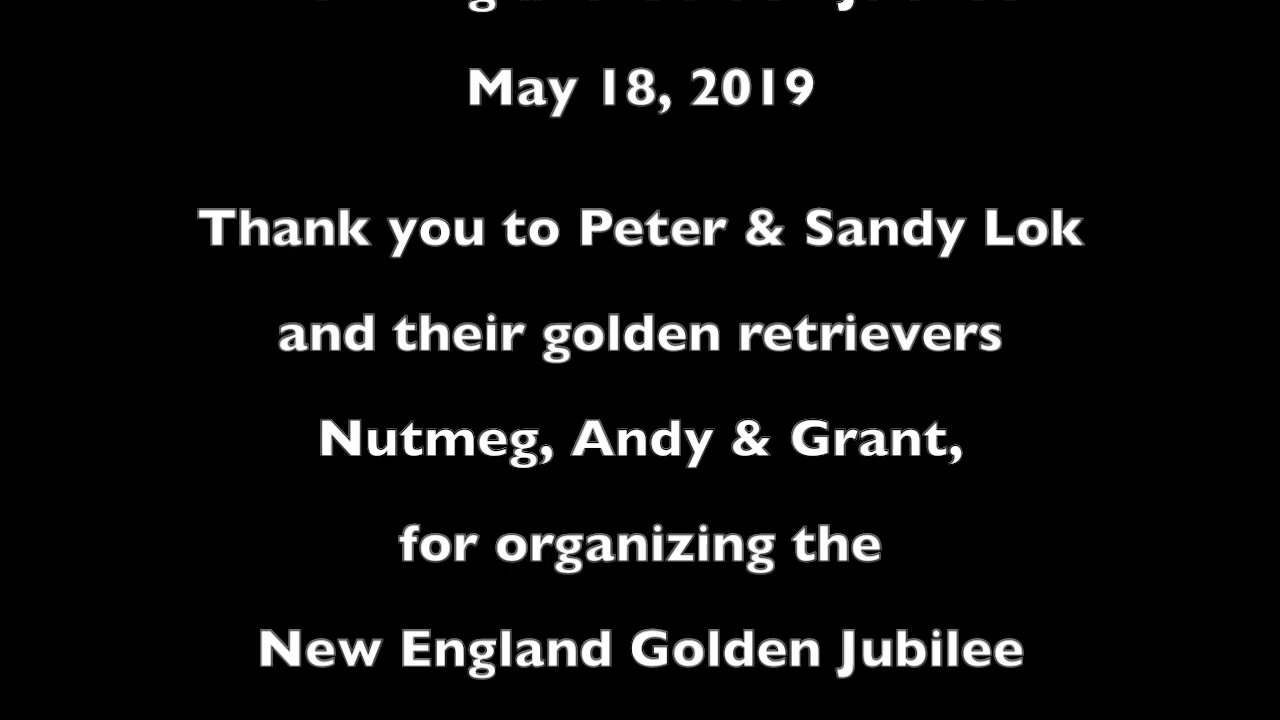 May 18, 2019
Thank you to Peter & Sandy Lok
and their golden retrievers
Nutmeg, Andy & Grant,
for organizing the
New England Golden Jubilee